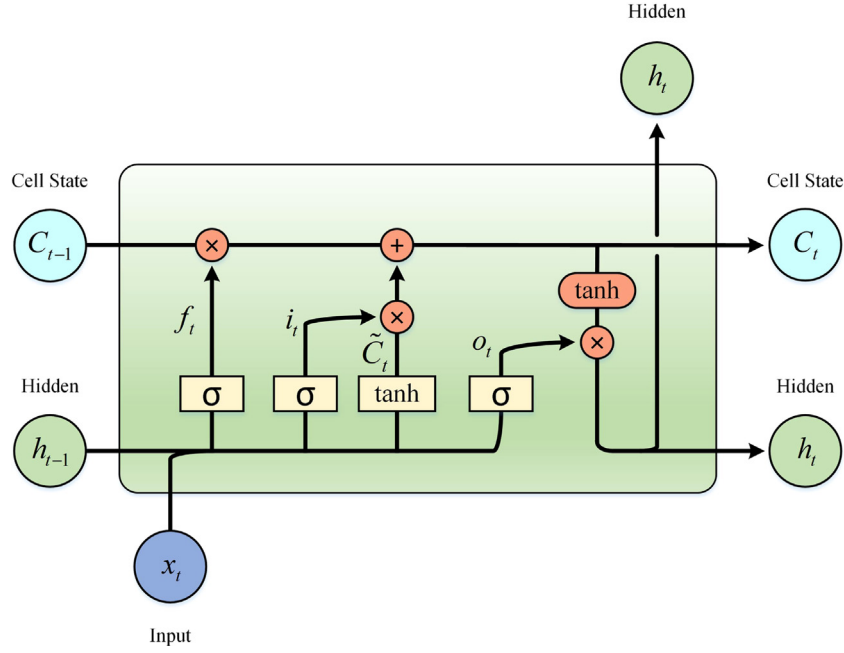 Hidden
h_t
Cell State
Cell State
C_{t-1}
×
+
C_t
tanh
f_t
i_t
×
C̃_t
o_t
×
Hidden
Hidden
σ
σ
tanh
σ
h_{t-1}
h_t
x_t
Input